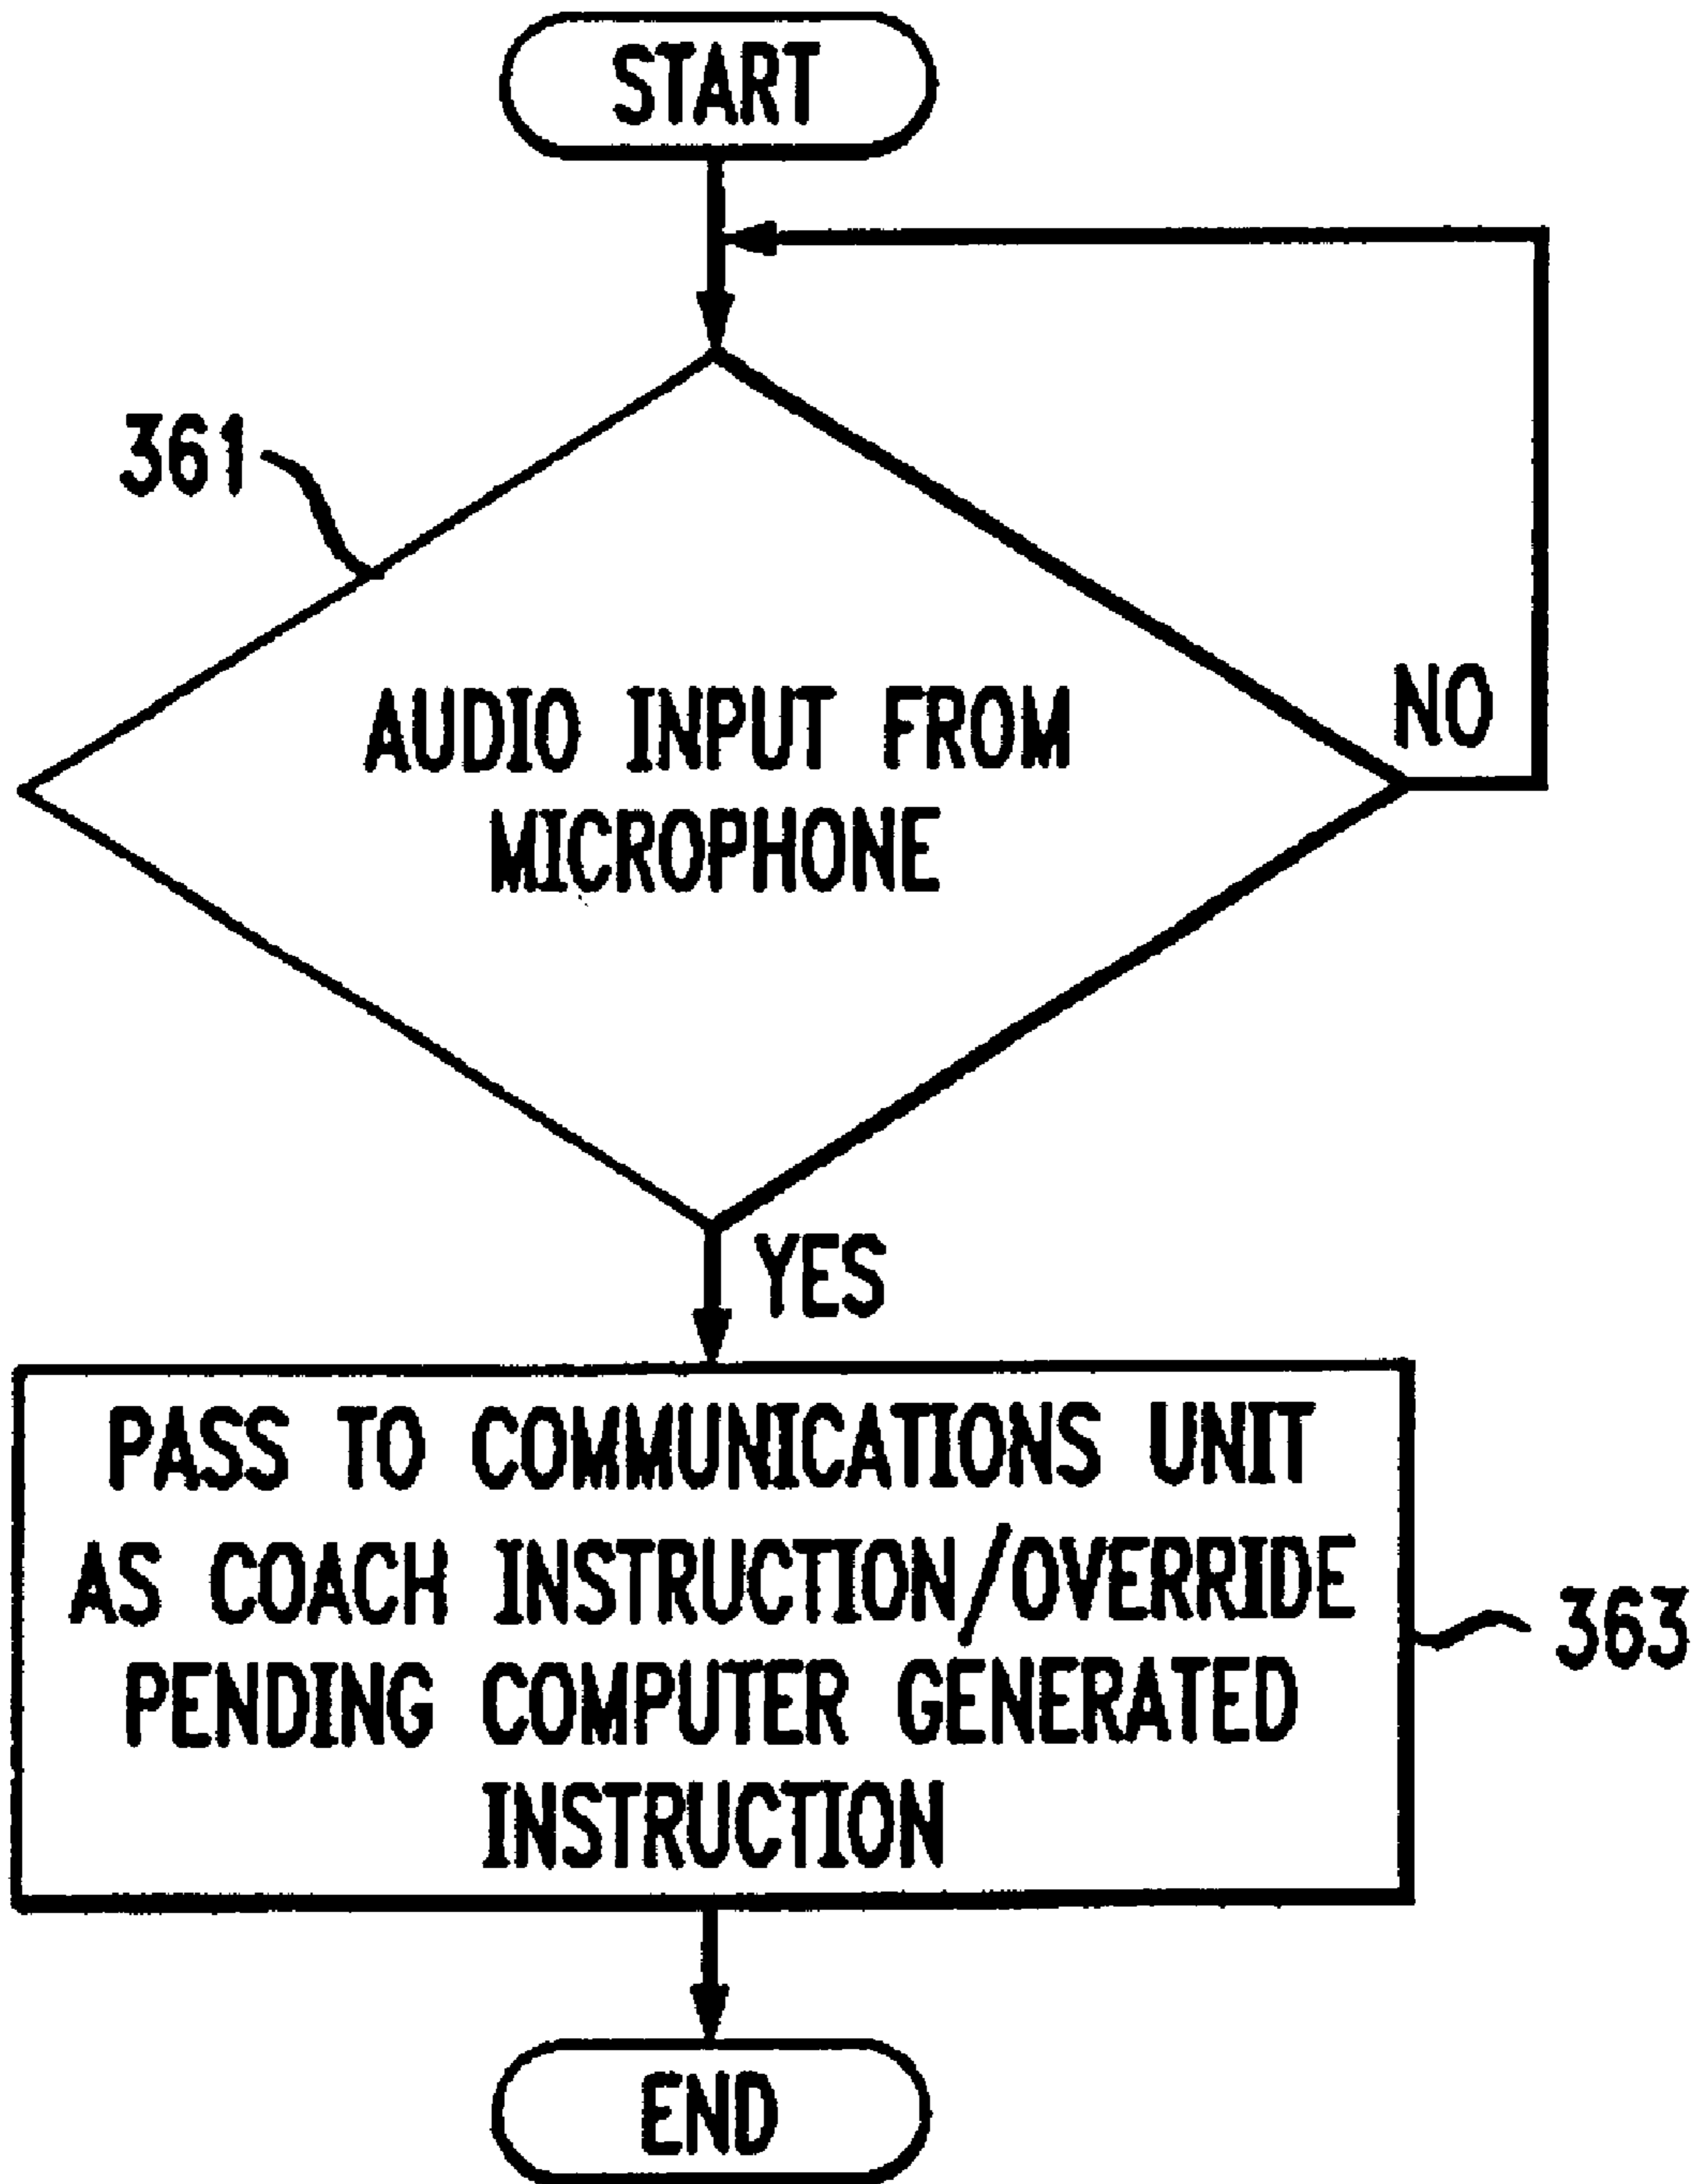 START
361
AUDIO INPUT FROM
MICROPHONE
NO
YES
PASS TO COMMUNICATIONS UNIT
AS COACH INSTRUCTION/OVERRIDE
PENDING COMPUTER GENERATED
INSTRUCTION
363
END